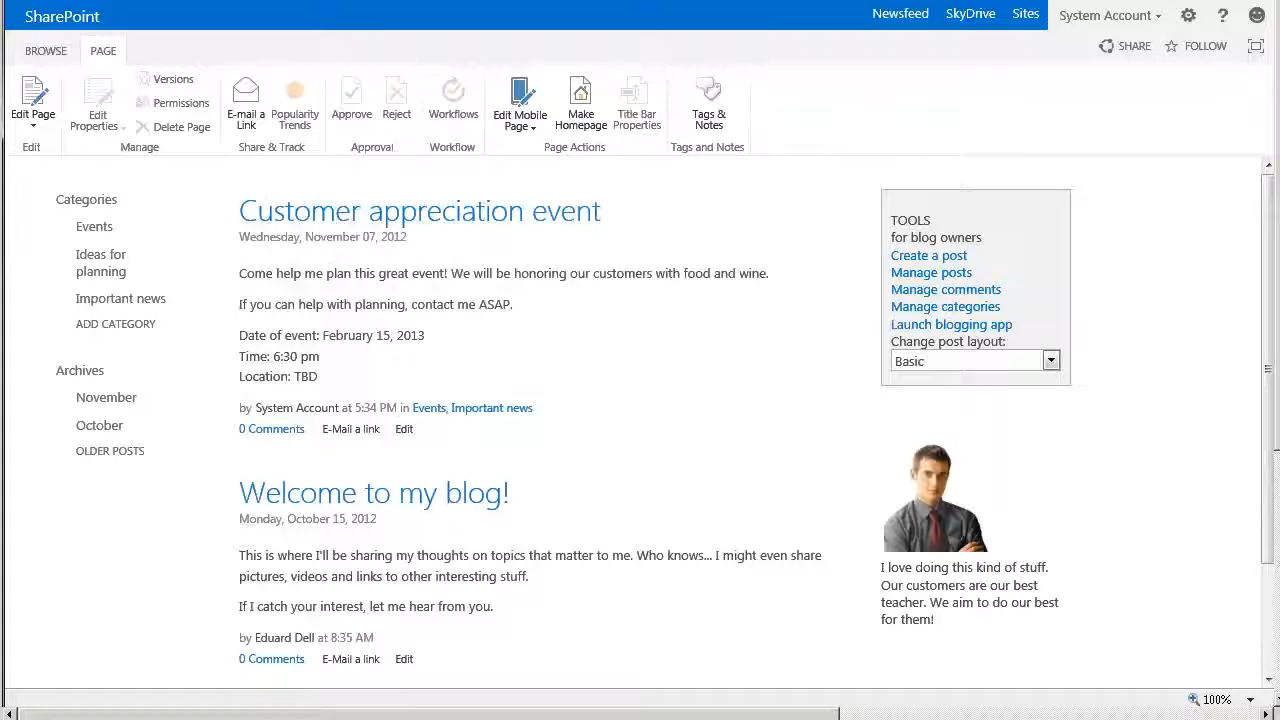 SharePoint
Newsfeed SkyDrive Sites System Account ?
BROWSE PAGE SHARE FOLLOW
Edit Page
Edit
Edit Properties
Versions
Permissions
Delete Page
Manage
E-mail a Link
Popularity Trends
Share & Track
Approve
Reject
Approval
Workflows
Workflow
Edit Mobile Page
Make Homepage
Title Bar Properties
Page Actions
Tags & Notes
Tags and Notes
Categories
Events
Ideas for
planning
Important news
ADD CATEGORY
Archives
November
October
OLDER POSTS
Customer appreciation event
Wednesday, November 07, 2012
Come help me plan this great event! We will be honoring our customers with food and wine.
If you can help with planning, contact me ASAP.
Date of event: February 15, 2013
Time: 6:30 pm
Location: TBD
by System Account at 5:34 PM in Events, Important news
0 Comments E-Mail a link Edit
Welcome to my blog!
Monday, October 15, 2012
This is where I'll be sharing my thoughts on topics that matter to me. Who knows... I might even share
pictures, videos and links to other interesting stuff.
If I catch your interest, let me hear from you.
by Eduard Dell at 8:35 AM
0 Comments E-Mail a link Edit
TOOLS
for blog owners
Create a post
Manage posts
Manage comments
Manage categories
Launch blogging app
Change post layout:
Basic
I love doing this kind of stuff.
Our customers are our best
teacher. We aim to do our best
for them!
100%